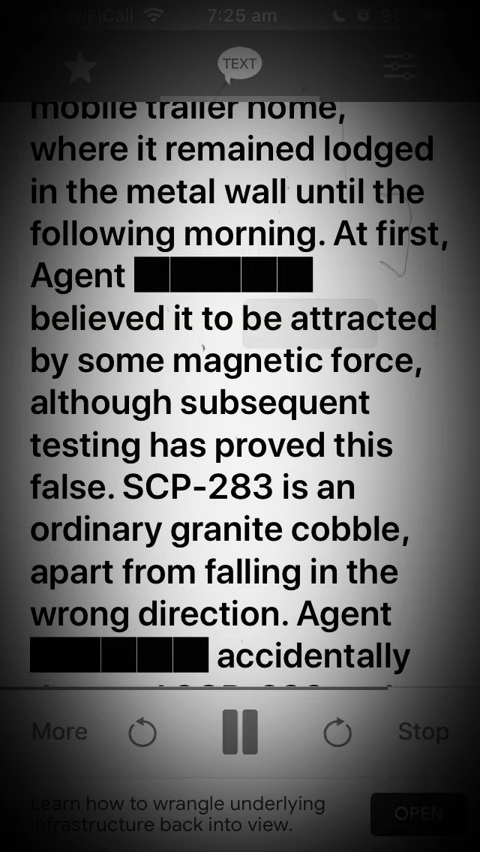 WiFiCall 7:25 am
TEXT
mobile trailer home,
where it remained lodged
in the metal wall until the
following morning. At first,
Agent ██████
believed it to be attracted
by some magnetic force,
although subsequent
testing has proved this
false. SCP-283 is an
ordinary granite cobble,
apart from falling in the
wrong direction. Agent
██████ accidentally
More Stop
Learn how to wrangle underlying
infrastructure back into view.
OPEN